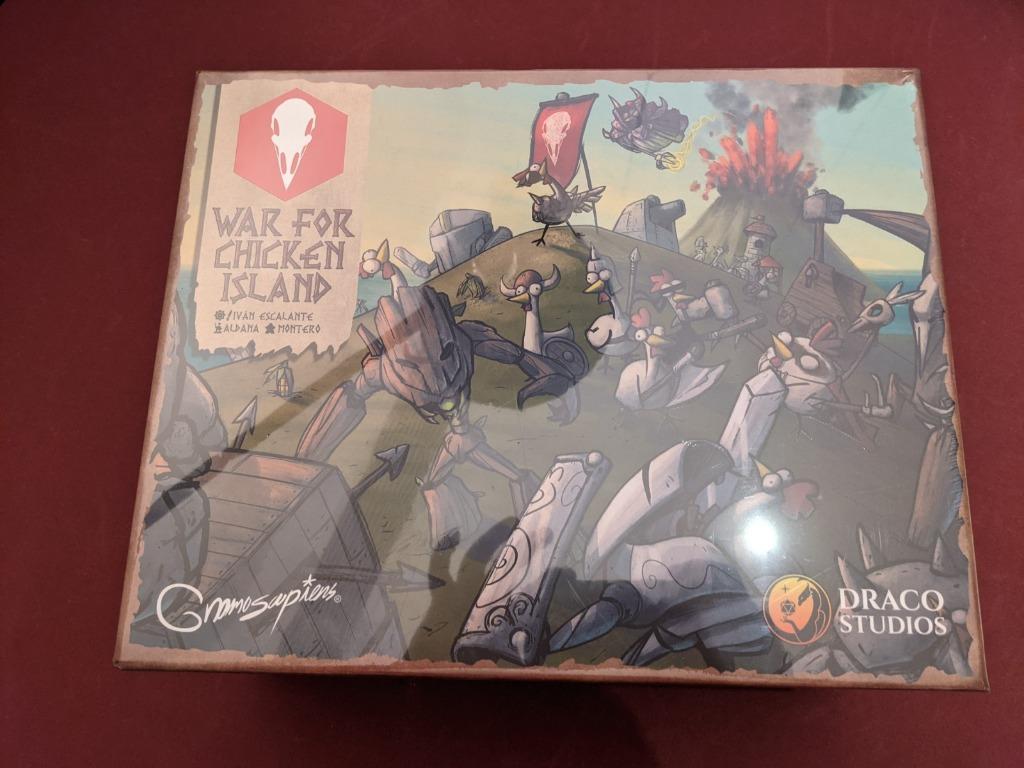 WAR FOR
CHICKEN
ISLAND
IVÁN ESCALANTE
ALDANA MONTERO
Gnomosapiens®
DRACO
STUDIOS